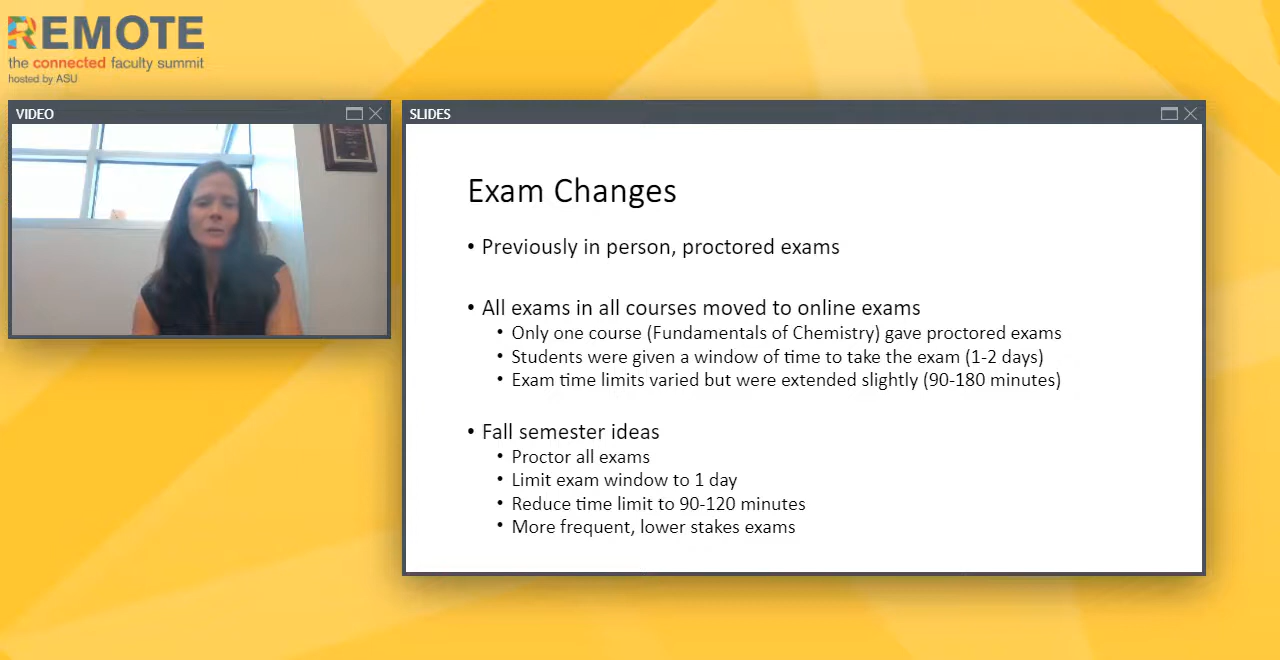 REMOTE
the connected faculty summit
hosted by ASU
VIDEO
SLIDES
Exam Changes
• Previously in person, proctored exams
• All exams in all courses moved to online exams
• Only one course (Fundamentals of Chemistry) gave proctored exams
• Students were given a window of time to take the exam (1-2 days)
• Exam time limits varied but were extended slightly (90-180 minutes)
• Fall semester ideas
• Proctor all exams
• Limit exam window to 1 day
• Reduce time limit to 90-120 minutes
• More frequent, lower stakes exams